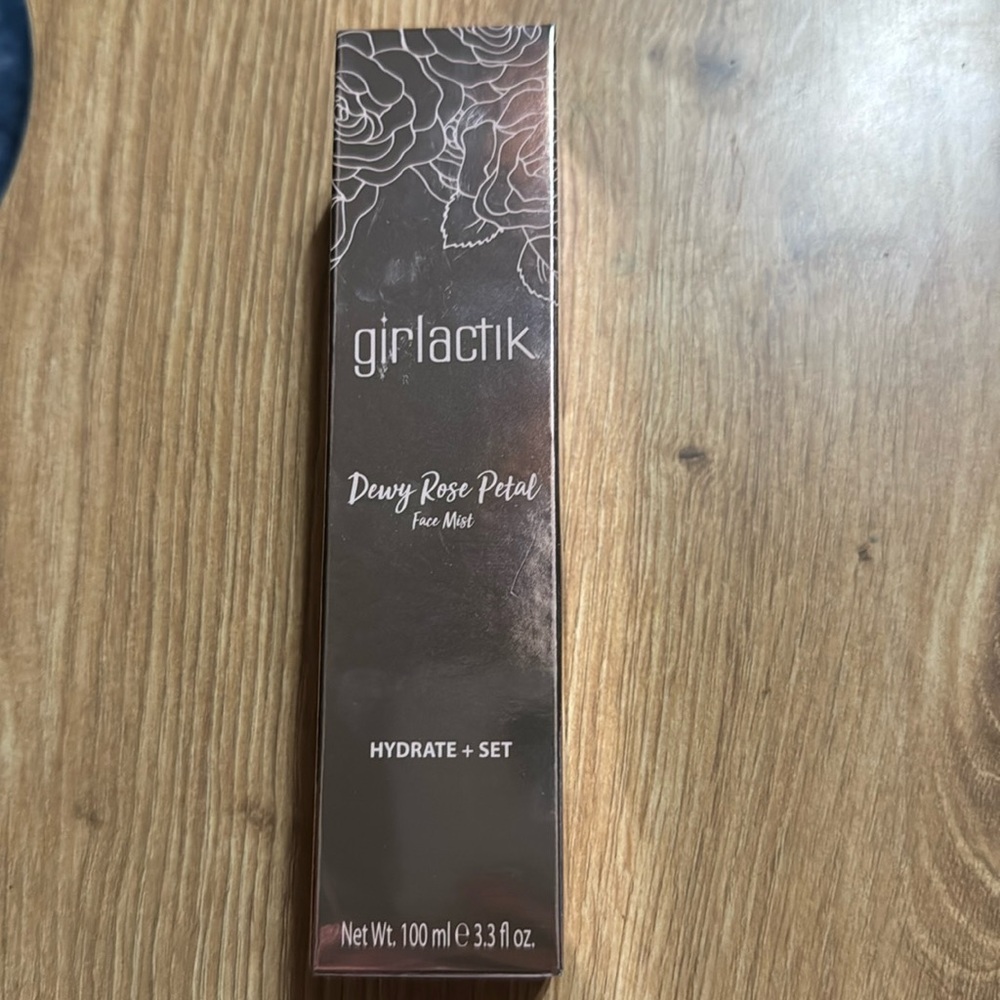 girlactik
Dewy Rose Petal
Face Mist
HYDRATE + SET
Net Wt. 100 ml ℮ 3.3 fl oz.